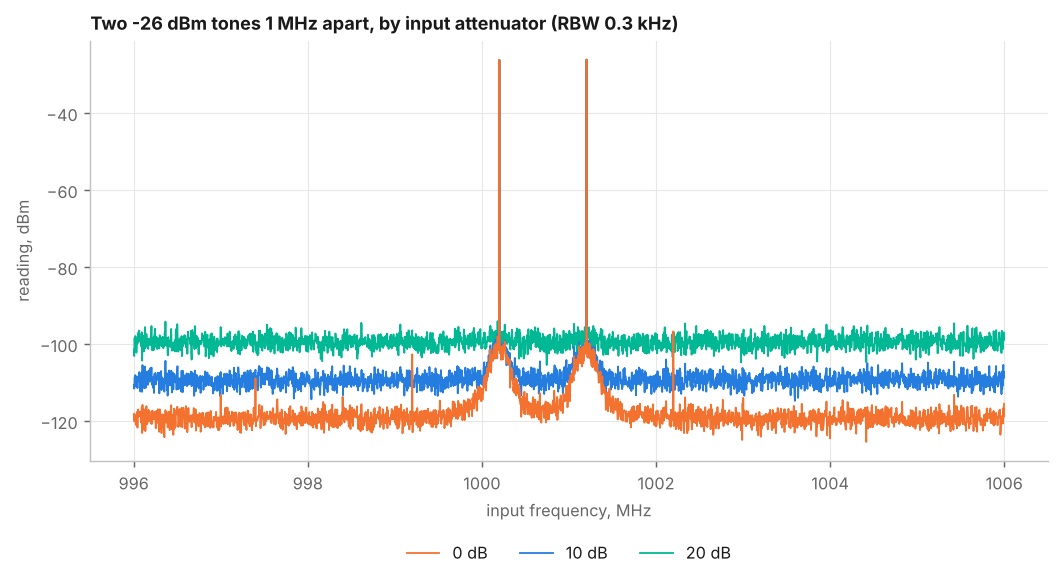 Two -26 dBm tones 1 MHz apart, by input attenuator (RBW 0.3 kHz)
reading, dBm
−40
−60
−80
−100
−120
996 998 1000 1002 1004 1006
input frequency, MHz
0 dB 10 dB 20 dB